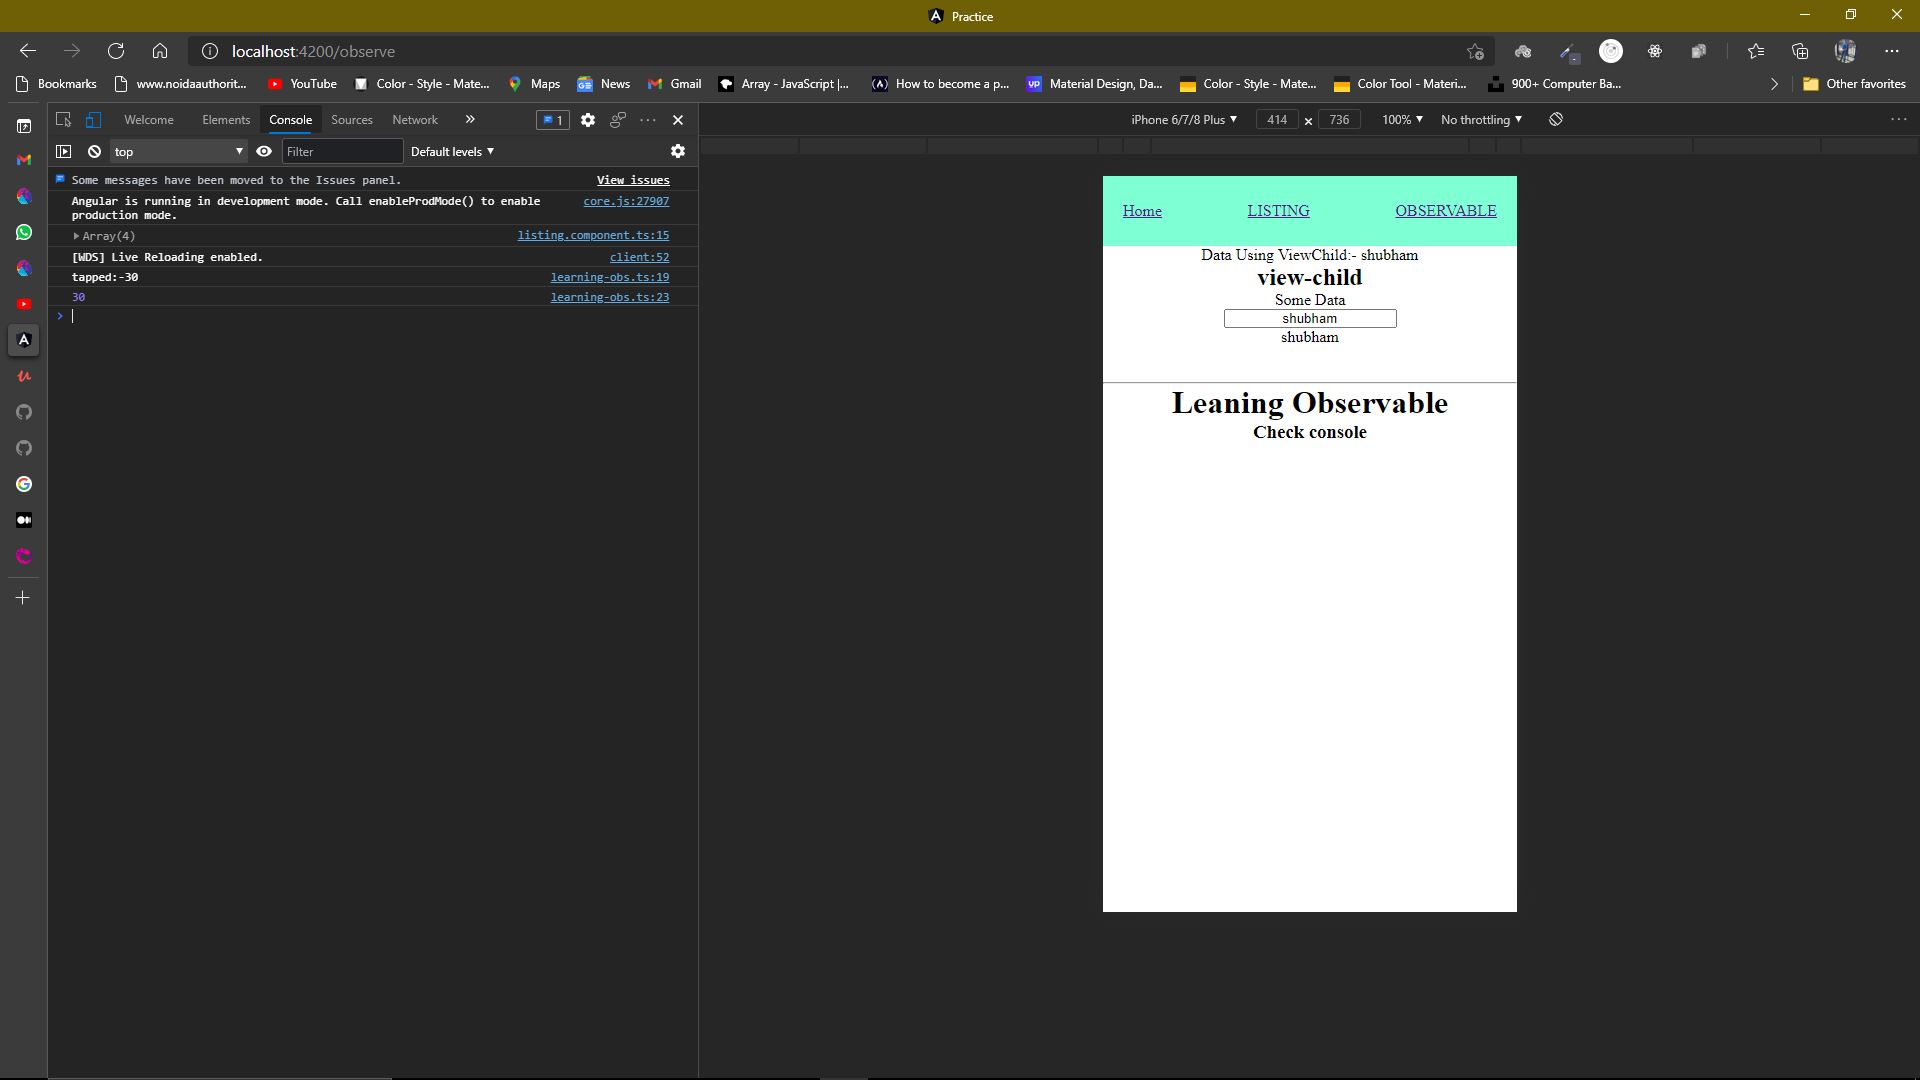 Practice
localhost:4200/observe
Bookmarks www.noidaauthorit... YouTube Color - Style - Mate... Maps News Gmail Array - JavaScript |... How to become a p... Material Design, Da... Color - Style - Mate... Color Tool - Materi... 900+ Computer Ba... Other favorites
Welcome Elements Console Sources Network 1
iPhone 6/7/8 Plus 414 x 736 100% No throttling
top Filter Default levels
Some messages have been moved to the Issues panel. View issues
Angular is running in development mode. Call enableProdMode() to enable core.js:27907
production mode.
Array(4) listing.component.ts:15
[WDS] Live Reloading enabled. client:52
tapped:-30 learning-obs.ts:19
30 learning-obs.ts:23
Home LISTING OBSERVABLE
Data Using ViewChild:- shubham
view-child
Some Data
shubham
shubham
Leaning Observable
Check console